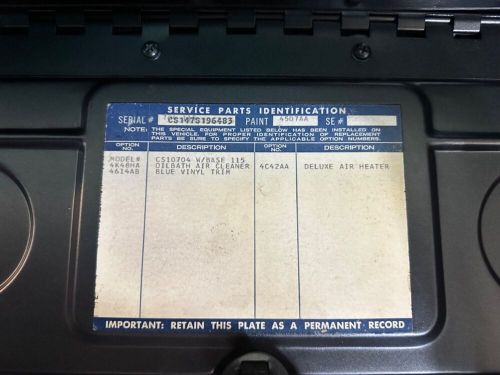 SERVICE PARTS IDENTIFICATION
SERIAL# CS147S196483 PAINT 4507AA SE#
NOTE: THE SPECIAL EQUIPMENT LISTED BELOW HAS BEEN INSTALLED ON
THIS VEHICLE. FOR PROPER IDENTIFICATION OF REPLACEMENT
PARTS BE SURE TO SPECIFY THE APPLICABLE OPTION NUMBERS.
OPTION NO. DESCRIPTION OPTION NO. DESCRIPTION
MODEL# CS10704 W/BASE 115
4K48HA OILBATH AIR CLEANER 4C42AA DELUXE AIR HEATER
4614AB BLUE VINYL TRIM
IMPORTANT: RETAIN THIS PLATE AS A PERMANENT RECORD